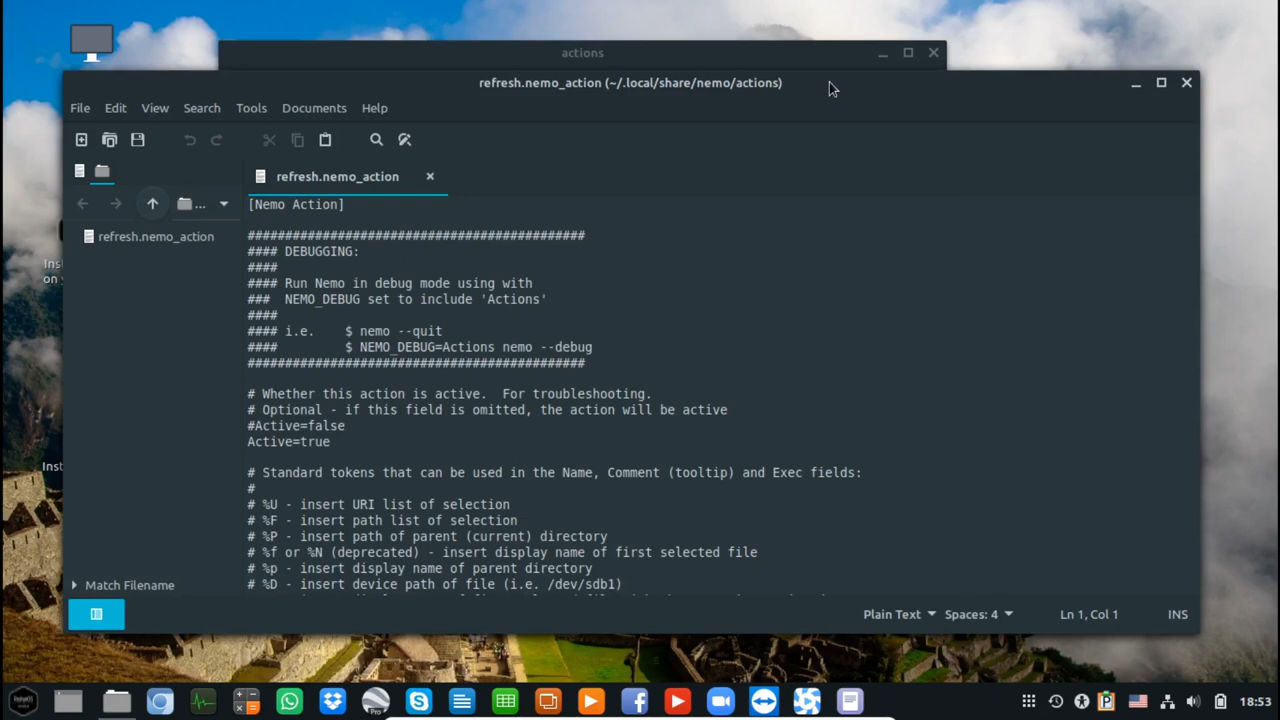 actions
refresh.nemo_action (~/.local/share/nemo/actions)
File Edit View Search Tools Documents Help
refresh.nemo_action
...
refresh.nemo_action
[Nemo Action]
#############################################
#### DEBUGGING:
####
#### Run Nemo in debug mode using with
### NEMO_DEBUG set to include 'Actions'
####
#### i.e. $ nemo --quit
#### $ NEMO_DEBUG=Actions nemo --debug
#############################################
# Whether this action is active. For troubleshooting.
# Optional - if this field is omitted, the action will be active
#Active=false
Active=true
# Standard tokens that can be used in the Name, Comment (tooltip) and Exec fields:
#
# %U - insert URI list of selection
# %F - insert path list of selection
# %P - insert path of parent (current) directory
# %f or %N (deprecated) - insert display name of first selected file
# %p - insert display name of parent directory
# %D - insert device path of file (i.e. /dev/sdb1)
Inst
on y
Inst
Match Filename
Plain Text Spaces: 4 Ln 1, Col 1 INS
Pro
18:53